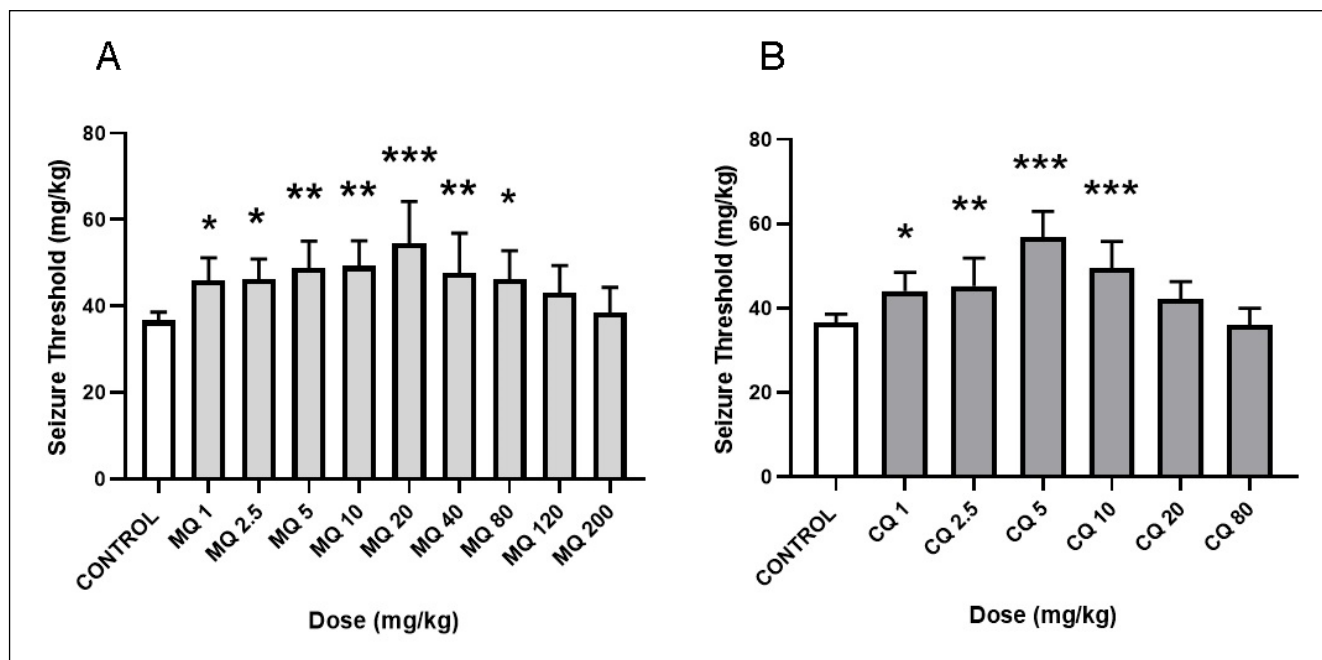 A
Seizure Threshold (mg/kg)
80
60
40
20
0
*
*
**
**
***
**
*
CONTROL
MQ 1
MQ 2.5
MQ 5
MQ 10
MQ 20
MQ 40
MQ 80
MQ 120
MQ 200
Dose (mg/kg)
B
Seizure Threshold (mg/kg)
80
60
40
20
0
*
**
***
***
CONTROL
CQ 1
CQ 2.5
CQ 5
CQ 10
CQ 20
CQ 80
Dose (mg/kg)